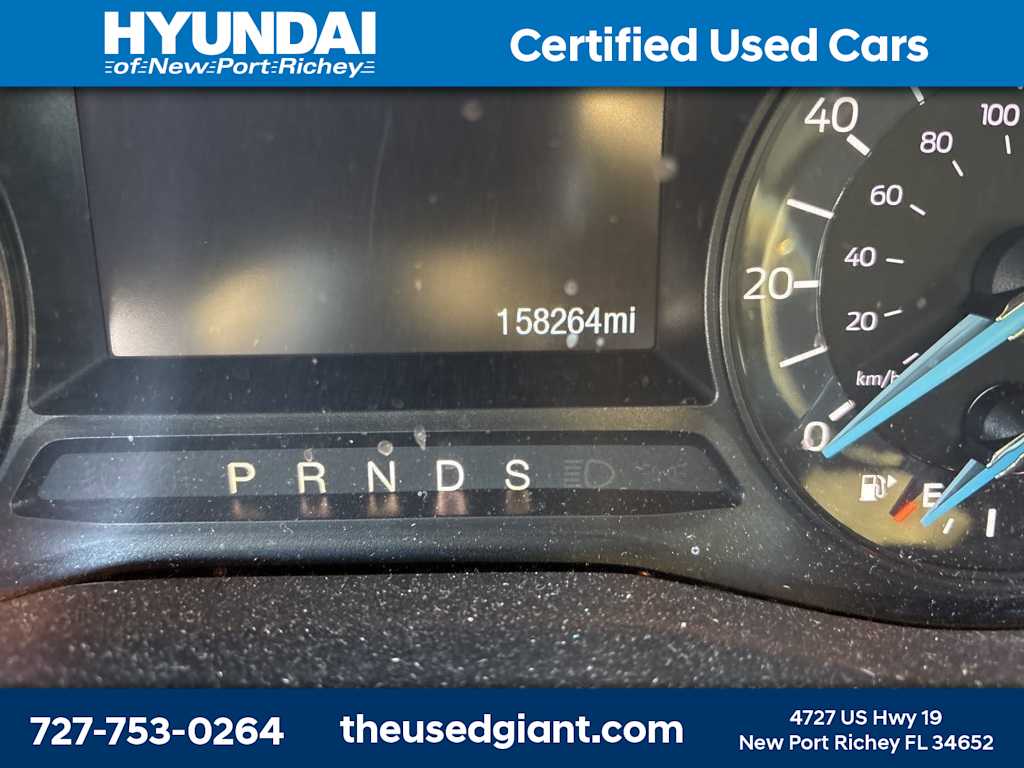 HYUNDAI
of New Port Richey
Certified Used Cars
40
100
80
60
40
20
20
km/h
0
158264mi
P R N D S
E
727-753-0264
theusedgiant.com
4727 US Hwy 19
New Port Richey FL 34652